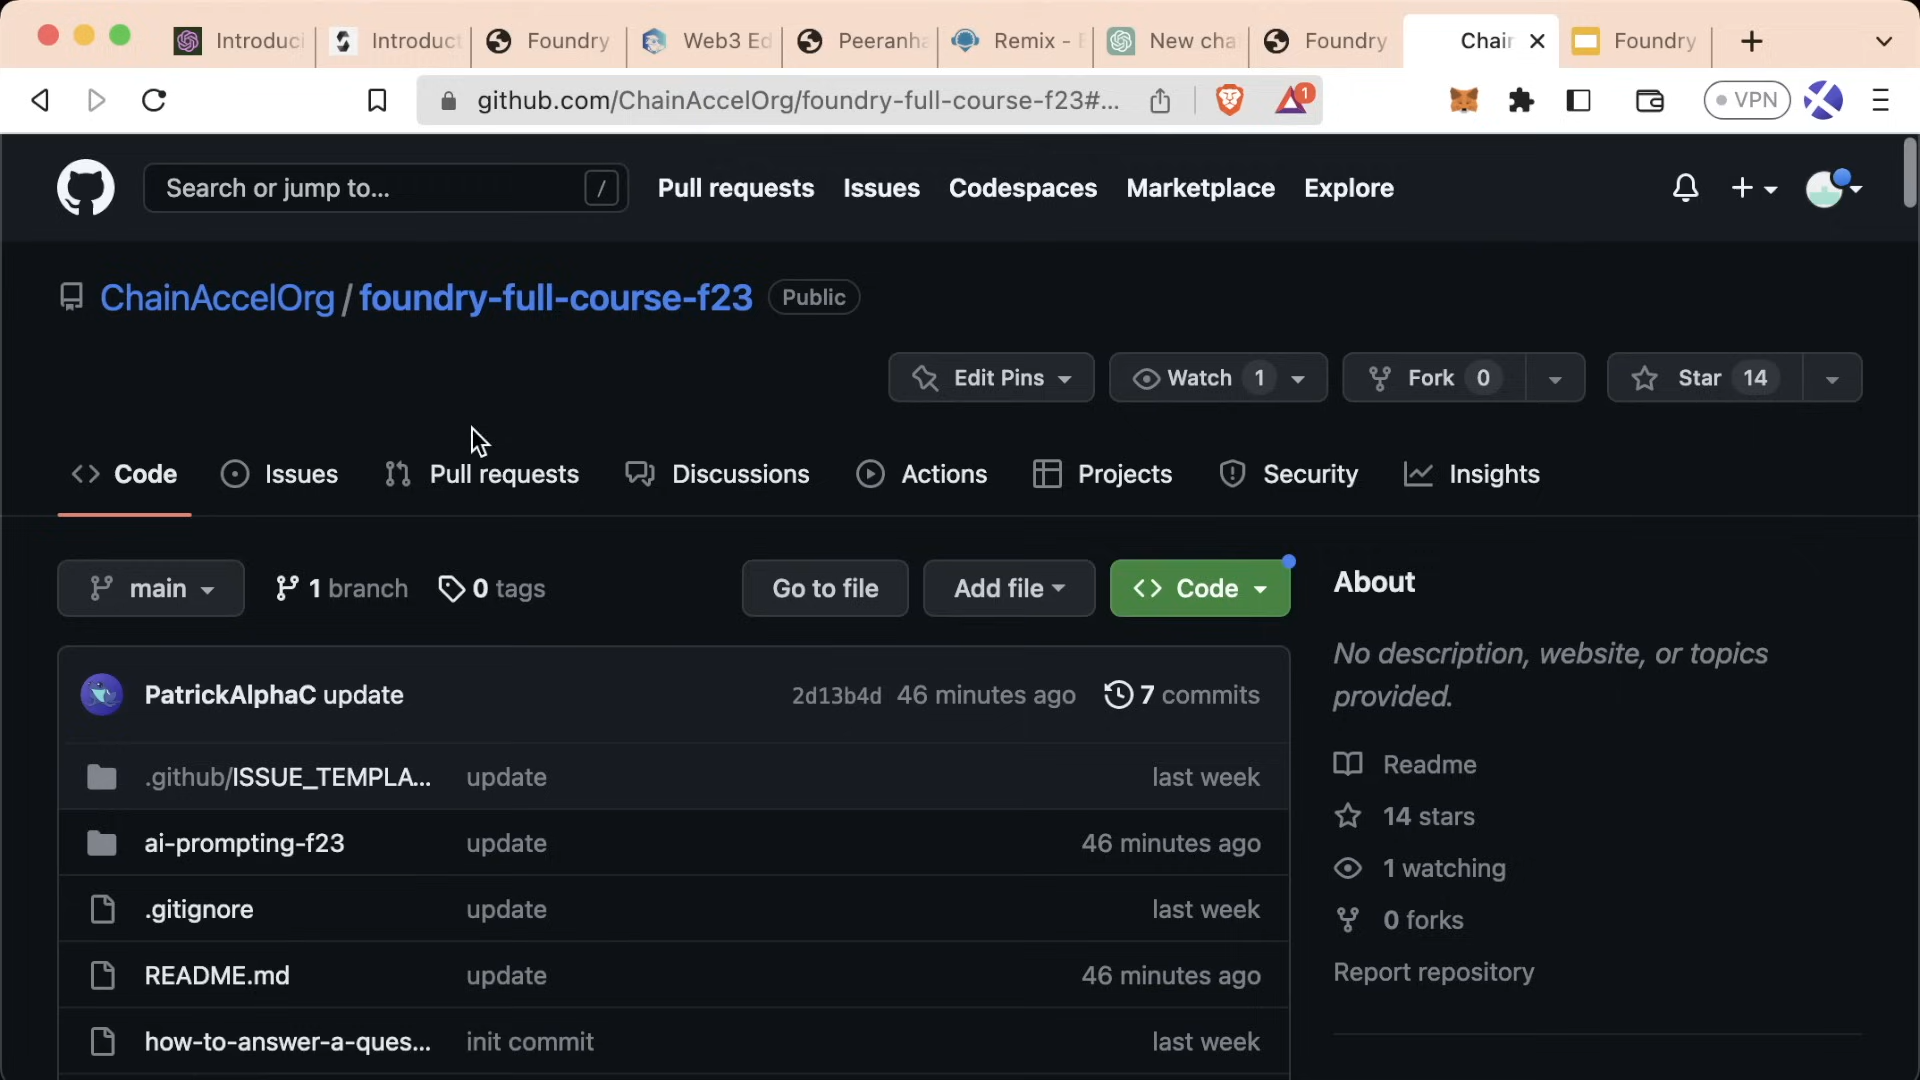 Introduci
Introduct
Foundry
Web3 Ed
Peeranha
Remix - E
New cha
Foundry
Chain
Foundry
github.com/ChainAccelOrg/foundry-full-course-f23#...
1
VPN
Search or jump to...
/
Pull requests
Issues
Codespaces
Marketplace
Explore
ChainAccelOrg / foundry-full-course-f23
Public
Edit Pins
Watch 1
Fork 0
Star 14
Code
Issues
Pull requests
Discussions
Actions
Projects
Security
Insights
main
1 branch
0 tags
Go to file
Add file
<> Code
About
No description, website, or topics
provided.
PatrickAlphaC update
2d13b4d 46 minutes ago
7 commits
.github/ISSUE_TEMPLA...
update
last week
Readme
14 stars
ai-prompting-f23
update
46 minutes ago
1 watching
.gitignore
update
last week
0 forks
README.md
update
46 minutes ago
Report repository
how-to-answer-a-ques...
init commit
last week